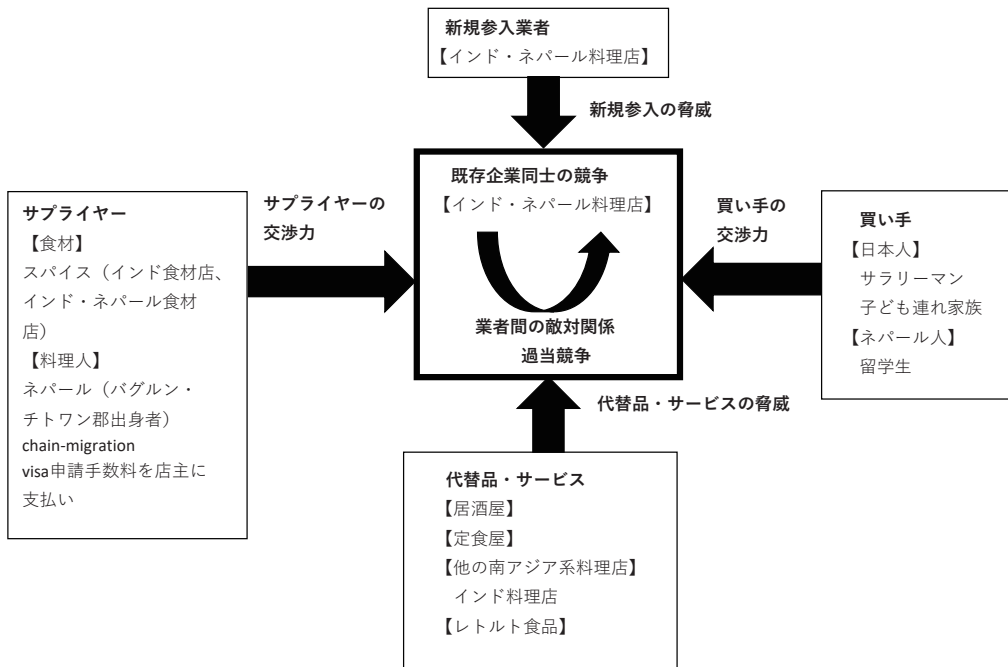 新規参入業者
【インド・ネパール料理店】
新規参入の脅威
既存企業同士の競争
【インド・ネパール料理店】
業者間の敵対関係
過当競争
サプライヤーの
交渉力
サプライヤー
【食材】
スパイス（インド食材店、
インド・ネパール食材
店）
【料理人】
ネパール（バグルン・
チトワン郡出身者）
chain-migration
visa申請手数料を店主に
支払い
買い手の
交渉力
買い手
【日本人】
サラリーマン
子ども連れ家族
【ネパール人】
留学生
代替品・サービスの脅威
代替品・サービス
【居酒屋】
【定食屋】
【他の南アジア系料理店】
インド料理店
【レトルト食品】